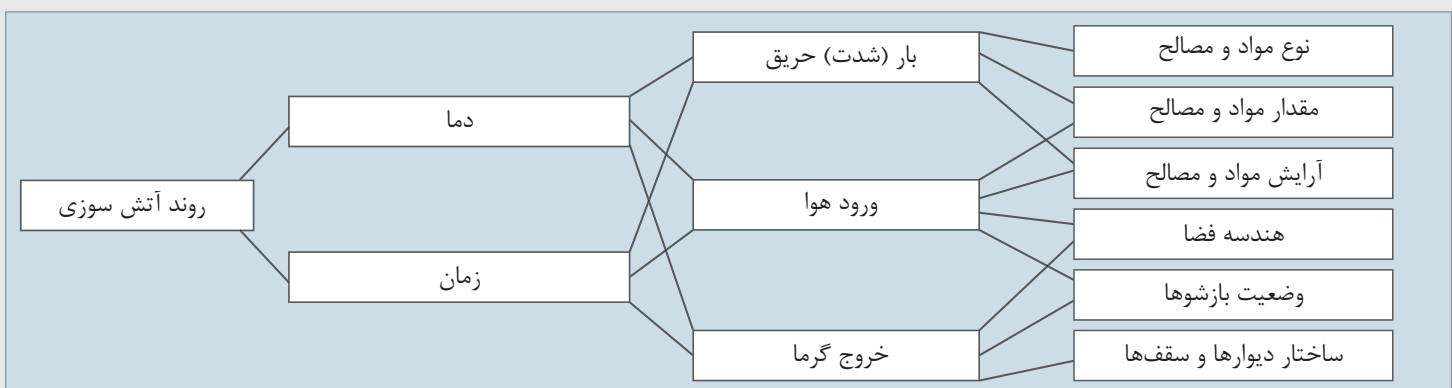 نوع مواد و مصالح
مقدار مواد و مصالح
آرایش مواد و مصالح
هندسه فضا
وضعیت بازشوها
ساختار دیوارها و سقف‌ها
بار (شدت) حریق
ورود هوا
خروج گرما
دما
زمان
روند آتش سوزی